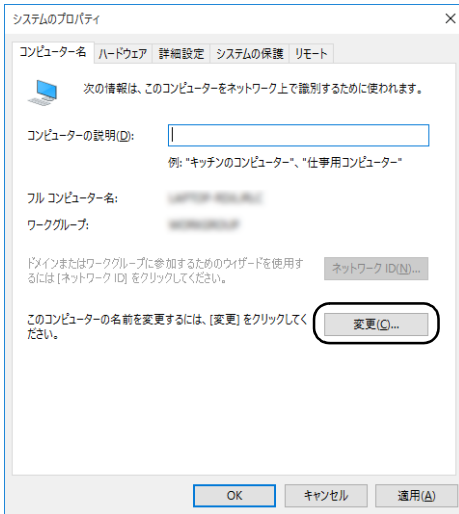 システムのプロパティ
コンピューター名 ハードウェア 詳細設定 システムの保護 リモート
次の情報は、このコンピューターをネットワーク上で識別するために使われます。
コンピューターの説明(D):
例: "キッチンのコンピューター"、"仕事用コンピューター"
フル コンピューター名:
ワークグループ:
ドメインまたはワークグループに参加するためのウィザードを使用す
るには [ネットワーク ID] をクリックしてください。
ネットワーク ID(N)...
このコンピューターの名前を変更するには、[変更] をクリックしてく
ださい。
変更(C)...
OK キャンセル 適用(A)